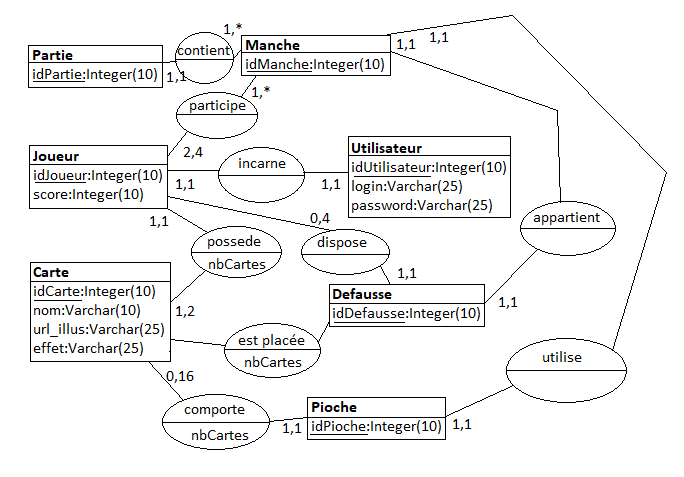 1,*
Partie
idPartie:Integer(10)
1,1
contient
Manche
idManche:Integer(10)
1,1
1,1
1,*
participe
2,4
Joueur
idJoueur:Integer(10)
score:Integer(10)
1,1
incarne
1,1
Utilisateur
idUtilisateur:Integer(10)
login:Varchar(25)
password:Varchar(25)
1,1
possede
nbCartes
0,4
dispose
appartient
1,1
Carte
idCarte:Integer(10)
nom:Varchar(10)
url_illus:Varchar(25)
effet:Varchar(25)
1,2
Defausse
idDefausse:Integer(10)
1,1
est placée
nbCartes
utilise
0,16
comporte
nbCartes
1,1
Pioche
idPioche:Integer(10)
1,1